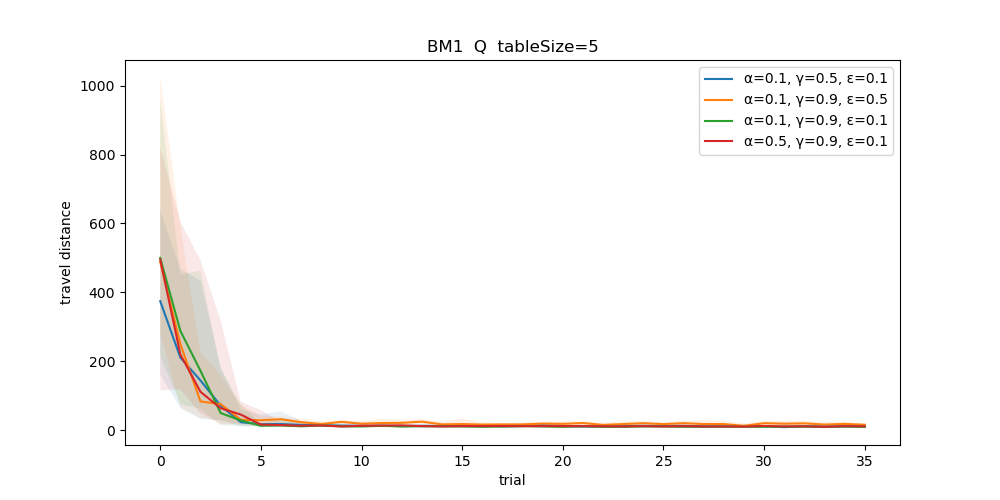 BM1  Q  tableSize=5
α=0.1, γ=0.5, ε=0.1
α=0.1, γ=0.9, ε=0.5
α=0.1, γ=0.9, ε=0.1
α=0.5, γ=0.9, ε=0.1
travel distance
1000
800
600
400
200
0
0 5 10 15 20 25 30 35
trial